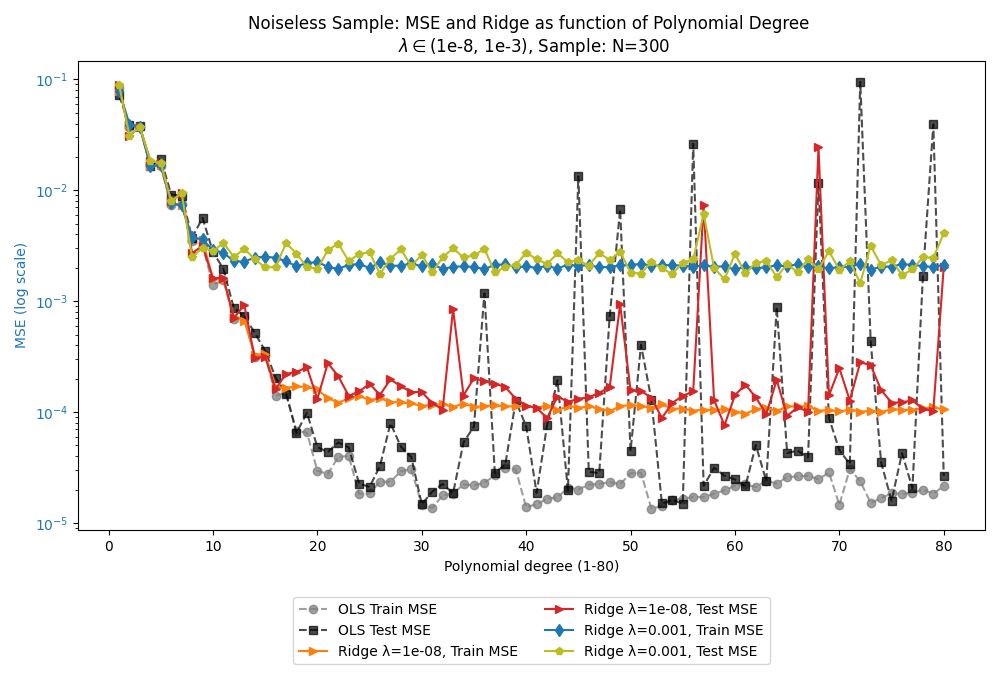 Noiseless Sample: MSE and Ridge as function of Polynomial Degree
λ ∈ (1e-8, 1e-3), Sample: N=300
MSE (log scale)
10⁻¹
10⁻²
10⁻³
10⁻⁴
10⁻⁵
0 10 20 30 40 50 60 70 80
Polynomial degree (1-80)
OLS Train MSE
OLS Test MSE
Ridge λ=1e-08, Train MSE
Ridge λ=1e-08, Test MSE
Ridge λ=0.001, Train MSE
Ridge λ=0.001, Test MSE